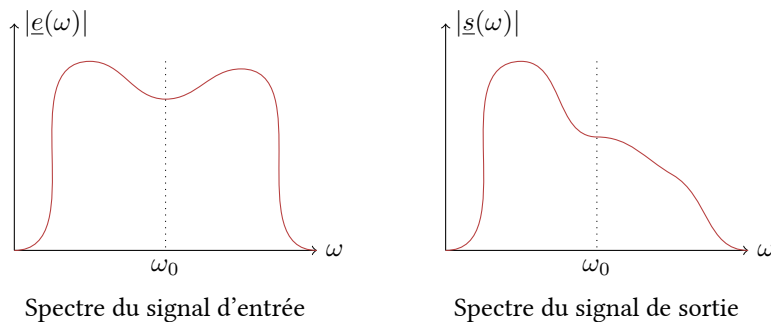 |e(ω)|
ω
ω₀
Spectre du signal d'entrée
|s(ω)|
ω
ω₀
Spectre du signal de sortie